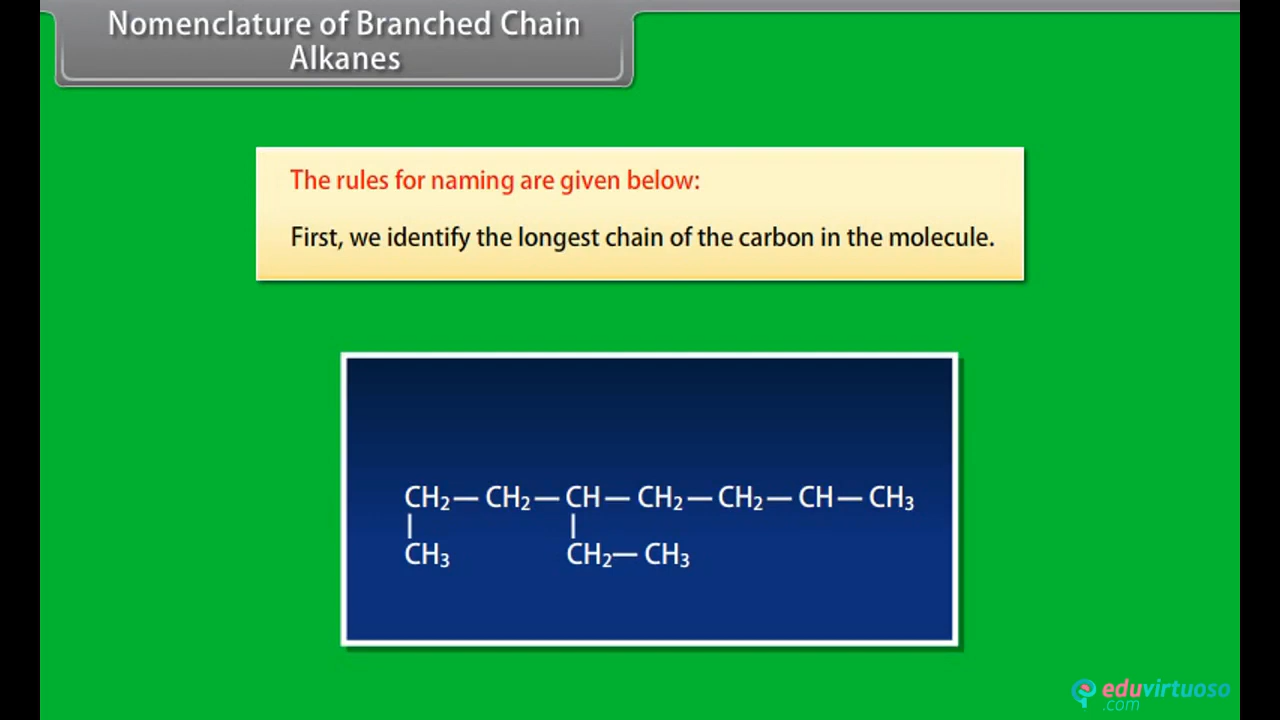 Nomenclature of Branched Chain
Alkanes
The rules for naming are given below:
First, we identify the longest chain of the carbon in the molecule.
CH₂ — CH₂ — CH — CH₂ — CH₂ — CH — CH₃
| |
CH₃ CH₂ — CH₃
eduvirtuoso
.com